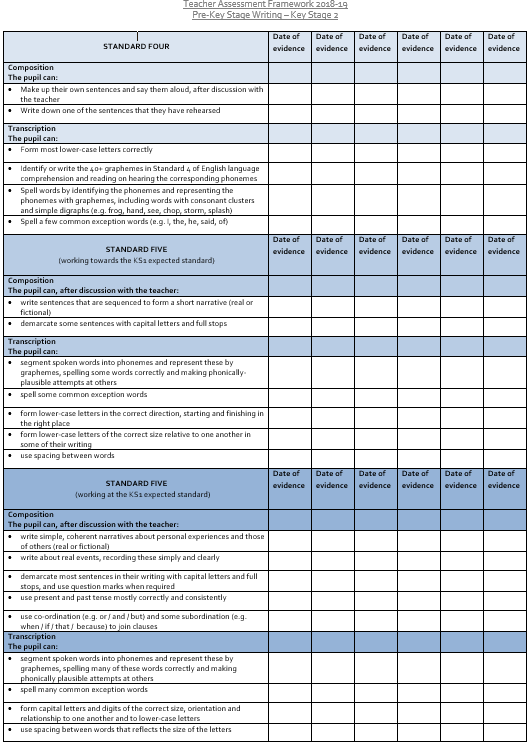 Teacher Assessment Framework 2018-19
Pre-Key Stage Writing – Key Stage 2
STANDARD FOUR
Date of evidence Date of evidence Date of evidence Date of evidence Date of evidence Date of evidence
Composition
The pupil can:
• Make up their own sentences and say them aloud, after discussion with
the teacher
• Write down one of the sentences that they have rehearsed
Transcription
The pupil can:
• Form most lower-case letters correctly
• Identify or write the 40+ graphemes in Standard 4 of English language
comprehension and reading on hearing the corresponding phonemes
• Spell words by identifying the phonemes and representing the
phonemes with graphemes, including words with consonant clusters
and simple digraphs (e.g. frog, hand, see, chop, storm, splash)
• Spell a few common exception words (e.g. I, the, he, said, of)
STANDARD FIVE
(working towards the KS1 expected standard)
Date of evidence Date of evidence Date of evidence Date of evidence Date of evidence Date of evidence
Composition
The pupil can, after discussion with the teacher:
• write sentences that are sequenced to form a short narrative (real or
fictional)
• demarcate some sentences with capital letters and full stops
Transcription
The pupil can:
• segment spoken words into phonemes and represent these by
graphemes, spelling some words correctly and making phonically-
plausible attempts at others
• spell some common exception words
• form lower-case letters in the correct direction, starting and finishing in
the right place
• form lower-case letters of the correct size relative to one another in
some of their writing
• use spacing between words
STANDARD FIVE
(working at the KS1 expected standard)
Date of evidence Date of evidence Date of evidence Date of evidence Date of evidence Date of evidence
Composition
The pupil can, after discussion with the teacher:
• write simple, coherent narratives about personal experiences and those
of others (real or fictional)
• write about real events, recording these simply and clearly
• demarcate most sentences in their writing with capital letters and full
stops, and use question marks when required
• use present and past tense mostly correctly and consistently
• use co-ordination (e.g. or / and / but) and some subordination (e.g.
when / if / that / because) to join clauses
Transcription
The pupil can:
• segment spoken words into phonemes and represent these by
graphemes, spelling many of these words correctly and making
phonically plausible attempts at others
• spell many common exception words
• form capital letters and digits of the correct size, orientation and
relationship to one another and to lower-case letters
• use spacing between words that reflects the size of the letters